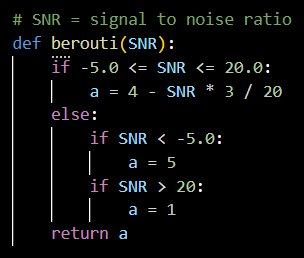 # SNR = signal to noise ratio
def berouti(SNR):
    if -5.0 <= SNR <= 20.0:
        a = 4 - SNR * 3 / 20
    else:
        if SNR < -5.0:
            a = 5
        if SNR > 20:
            a = 1
    return a